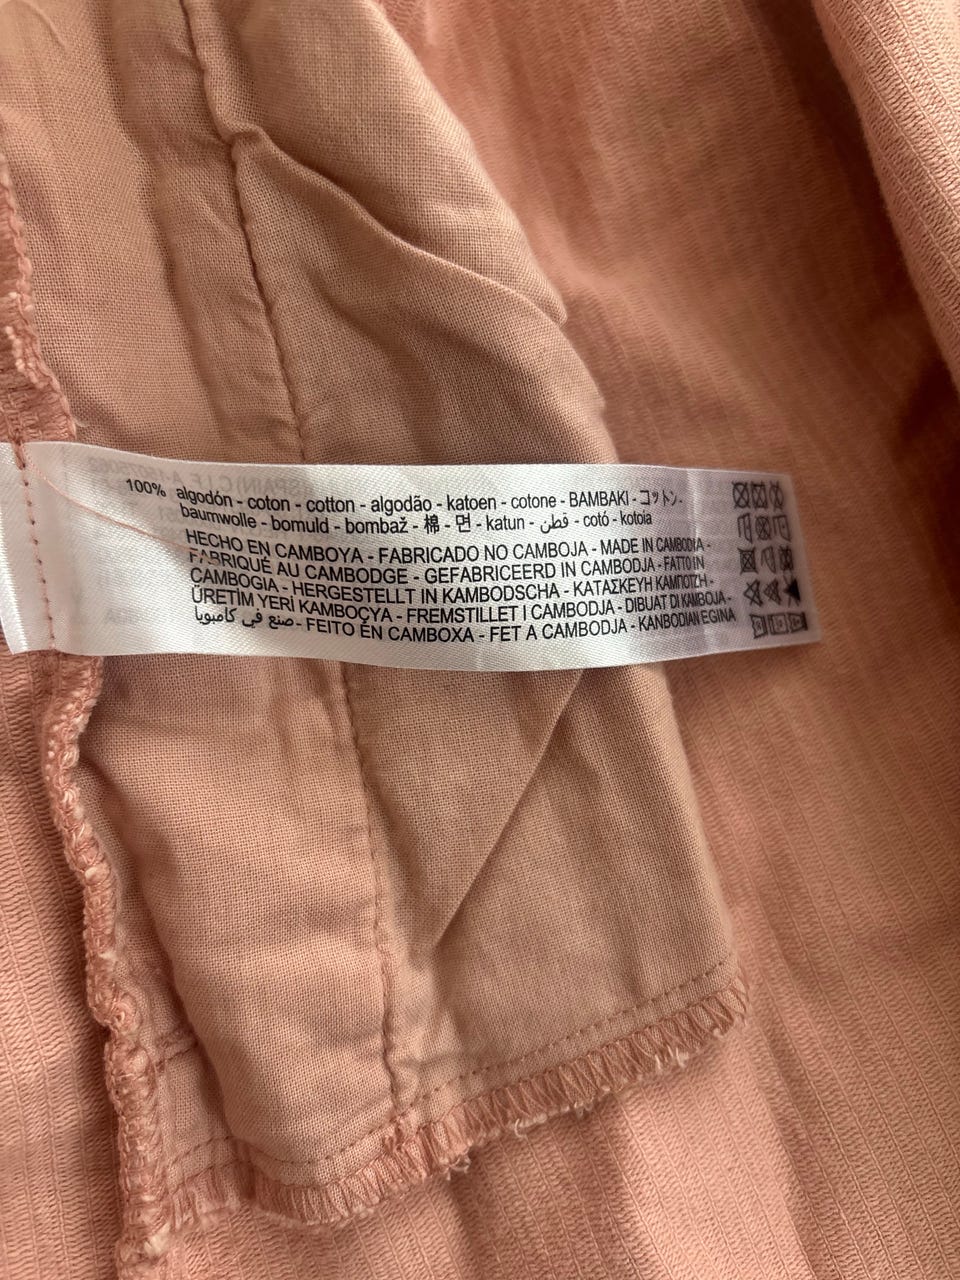 100% algodón - coton - cotton - algodão - katoen - cotone - BAMBAKI - コットン -
baumwolle - bomuld - bombaž - 棉 - 면 - katun - قطن - cotó - kotoia
HECHO EN CAMBOYA - FABRICADO NO CAMBOJA - MADE IN CAMBODIA -
FABRIQUÉ AU CAMBODGE - GEFABRICEERD IN CAMBODJA - FATTO IN
CAMBOGIA - HERGESTELLT IN KAMBODSCHA - ΚΑΤΑΣΚΕΥΗ ΚΑΜΠΟΤΖΗ -
ÜRETİM YERİ KAMBOÇYA - FREMSTILLET I CAMBODJA - DIBUAT DI KAMBOJA -
صنع في كامبوديا - FEITO EN CAMBOXA - FET A CAMBODJA - KANBODIAN EGINA